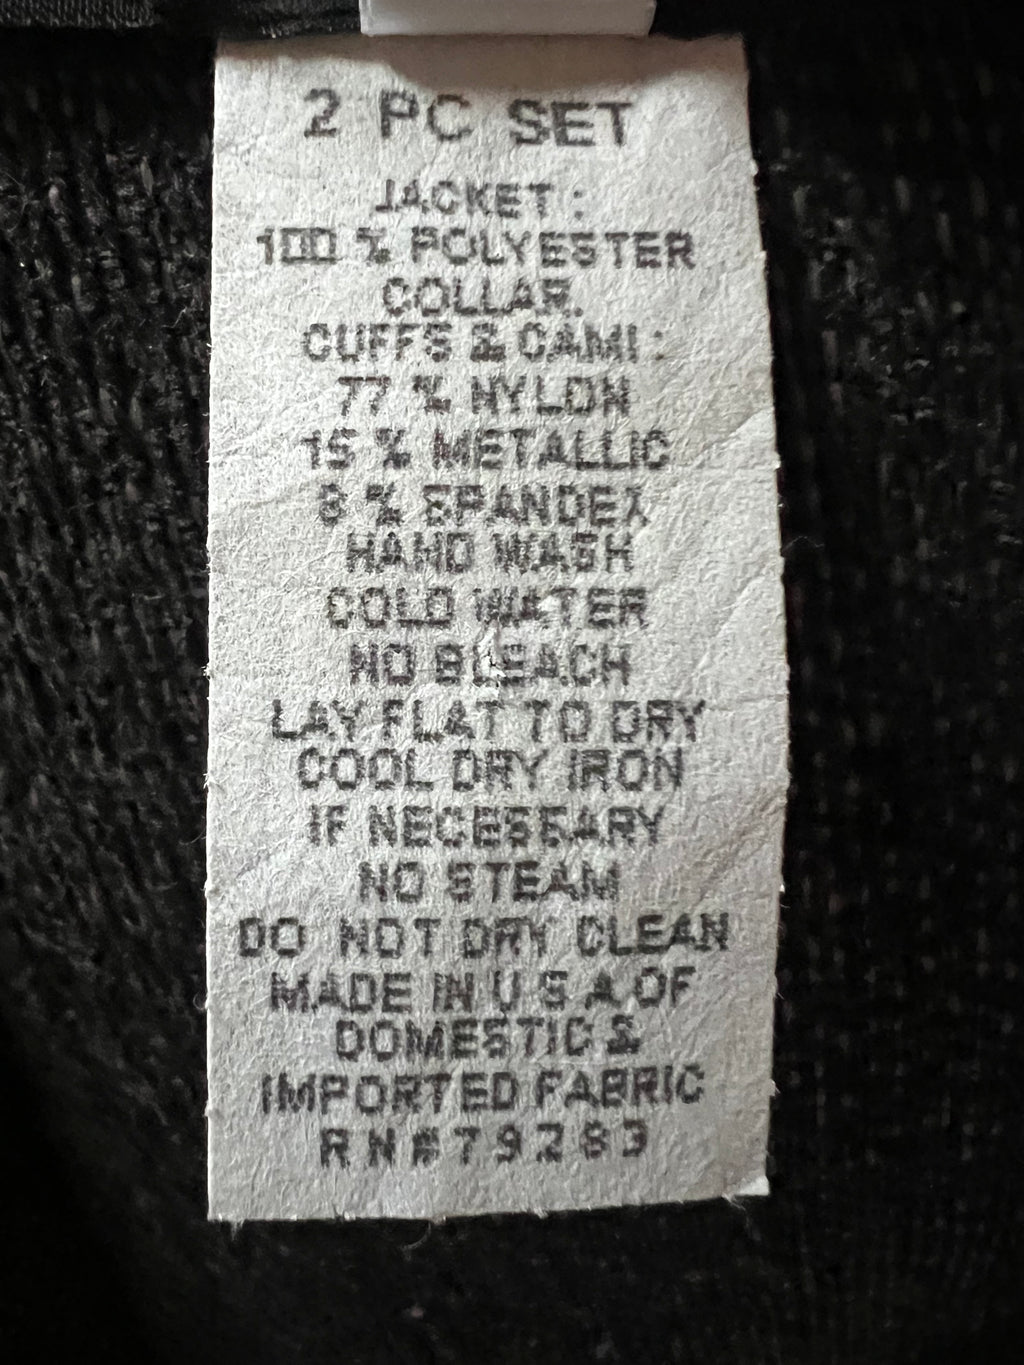 2 PC SET
JACKET :
100 % POLYESTER
COLLAR.
CUFFS & CAMI :
77 % NYLON
15 % METALLIC
8 % SPANDEX
HAND WASH
COLD WATER
NO BLEACH
LAY FLAT TO DRY
COOL DRY IRON
IF NECESSARY
NO STEAM
DO NOT DRY CLEAN
MADE IN U S A OF
DOMESTIC &
IMPORTED FABRIC
RN#79283